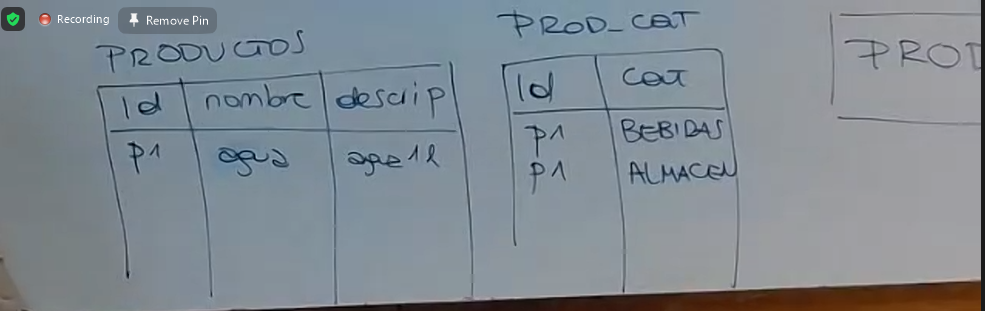 Recording
Remove Pin
PRODUCTOS
Id nombre descrip
p1 agua agua 1l
PROD_CAT
Id cat
p1 BEBIDAS
p1 ALMACEN
PROD